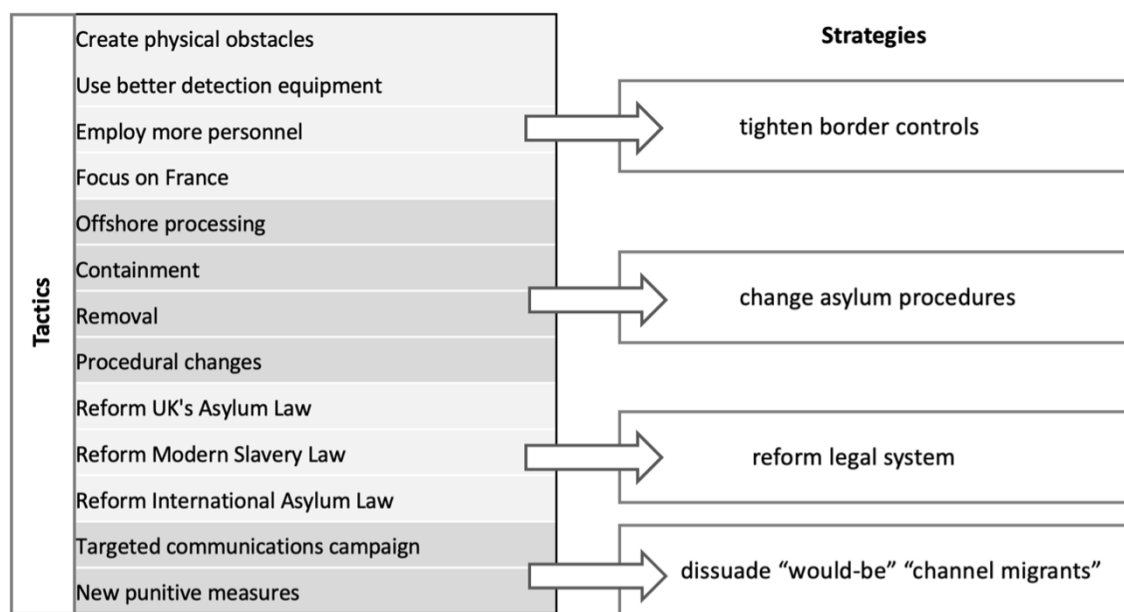 Strategies
Tactics
Create physical obstacles
Use better detection equipment
Employ more personnel
Focus on France
tighten border controls
Offshore processing
Containment
Removal
Procedural changes
change asylum procedures
Reform UK's Asylum Law
Reform Modern Slavery Law
Reform International Asylum Law
reform legal system
Targeted communications campaign
New punitive measures
dissuade “would-be” “channel migrants”